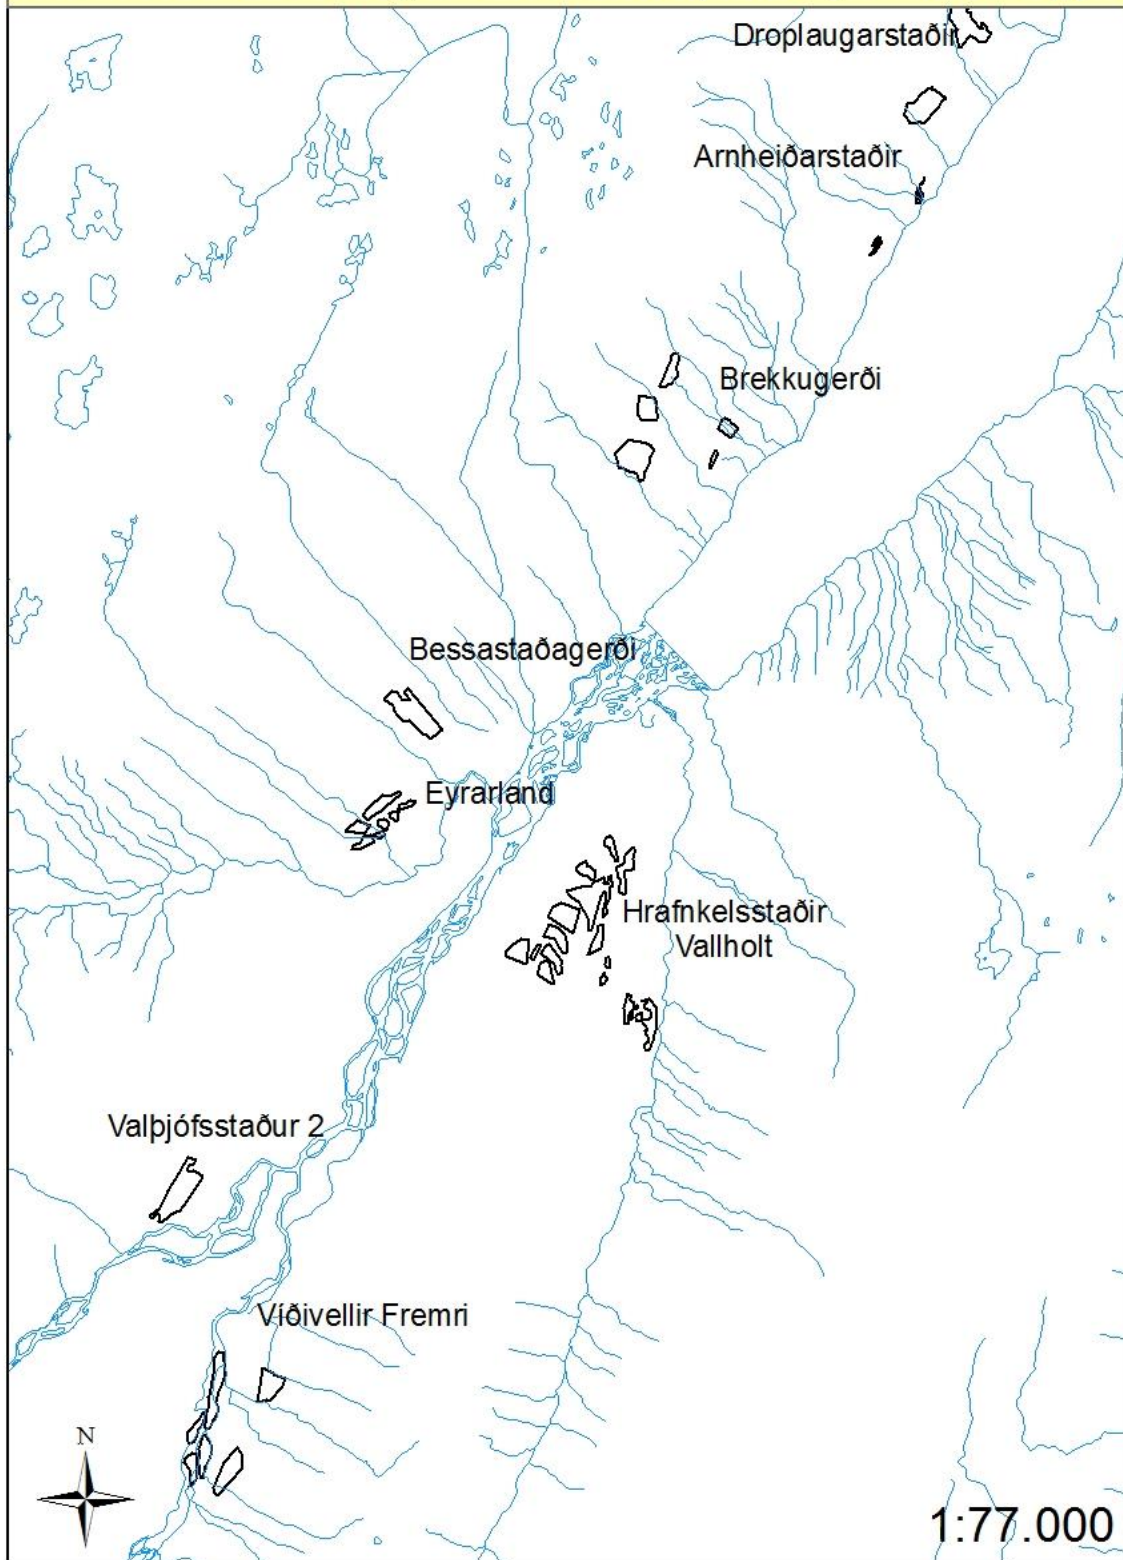 Droplaugarstaðir
Arnheiðarstaðir
Brekkugerði
Bessastaðagerði
Eyrarland
Hrafnkelsstaðir
Vallholt
Valþjófsstaður 2
Víðivellir Fremri
N
1:77.000